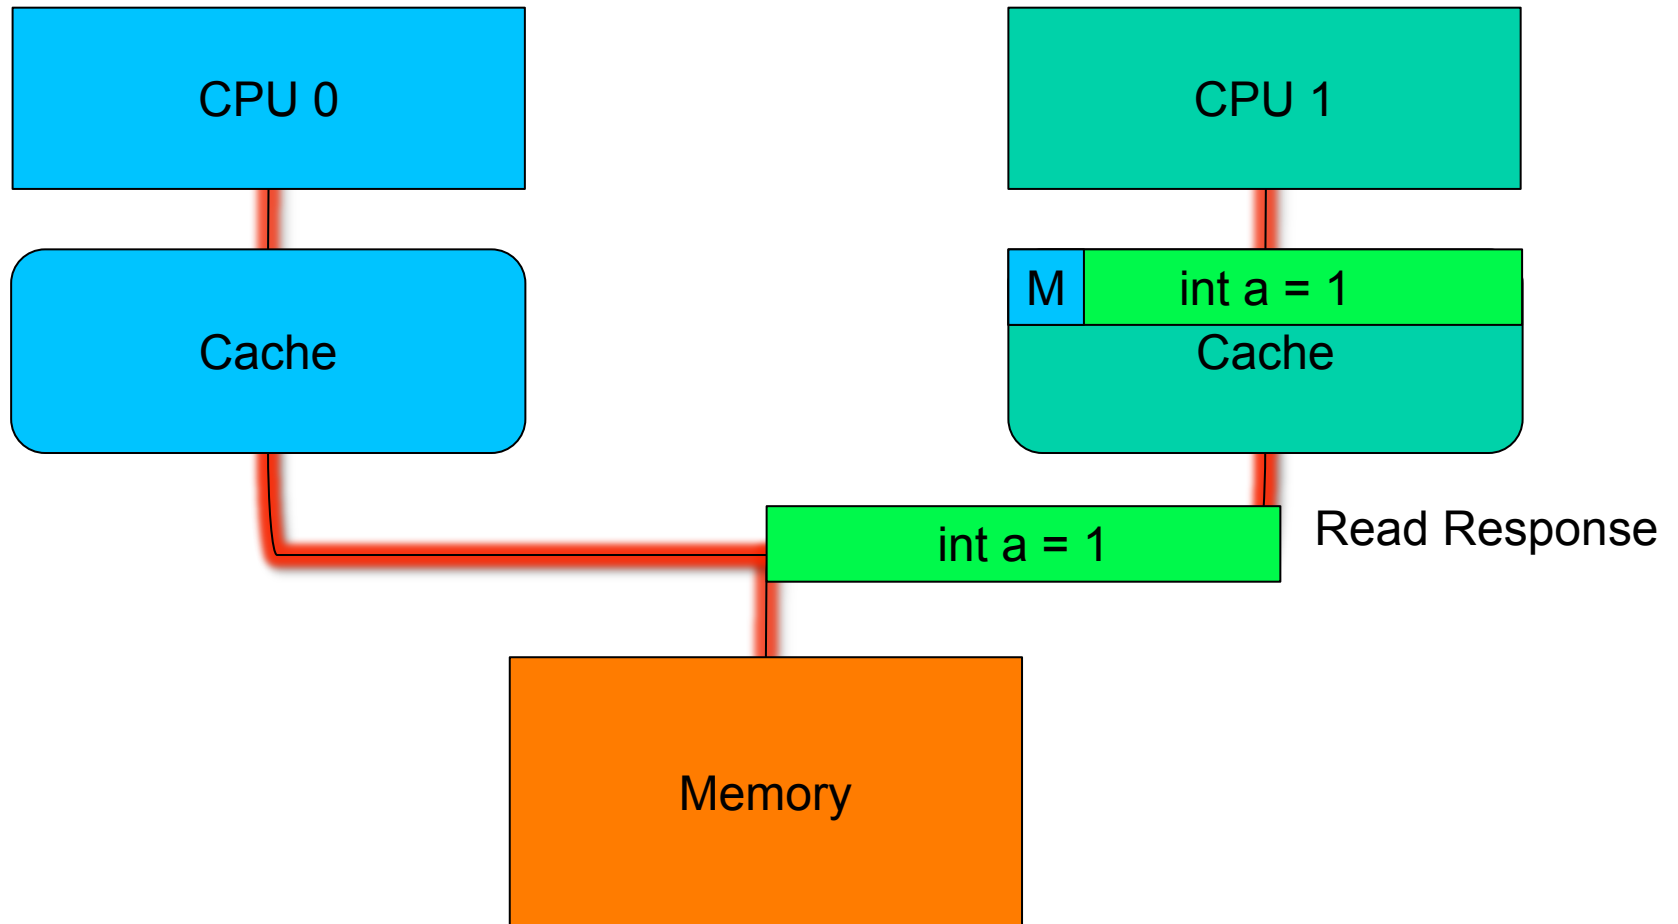 CPU 0
CPU 1
M
int a = 1
Cache
Cache
int a = 1
Read Response
Memory